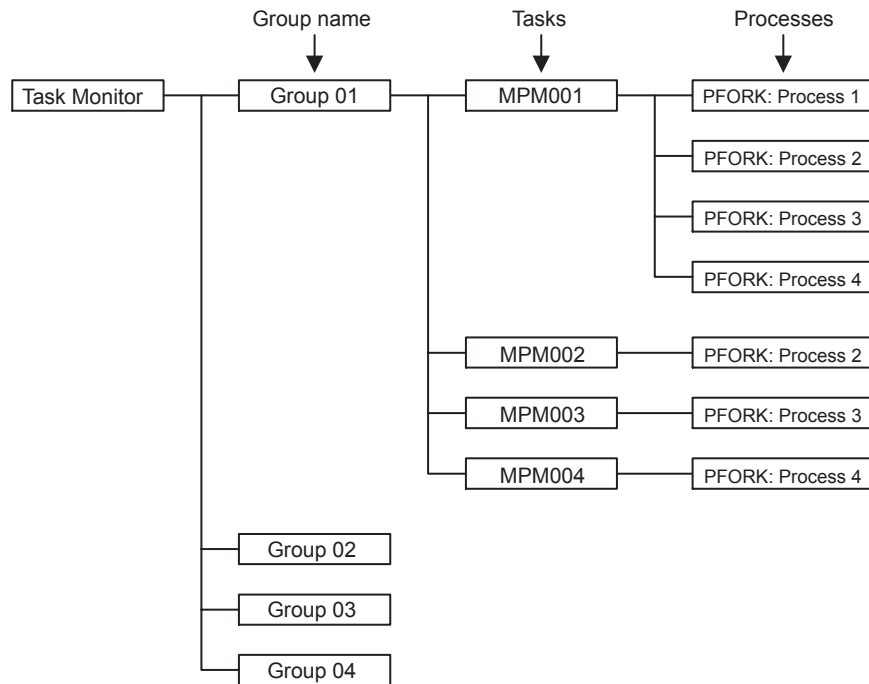 Group name Tasks Processes
Task Monitor Group 01 MPM001 PFORK: Process 1
PFORK: Process 2
PFORK: Process 3
PFORK: Process 4
MPM002 PFORK: Process 2
MPM003 PFORK: Process 3
MPM004 PFORK: Process 4
Group 02
Group 03
Group 04